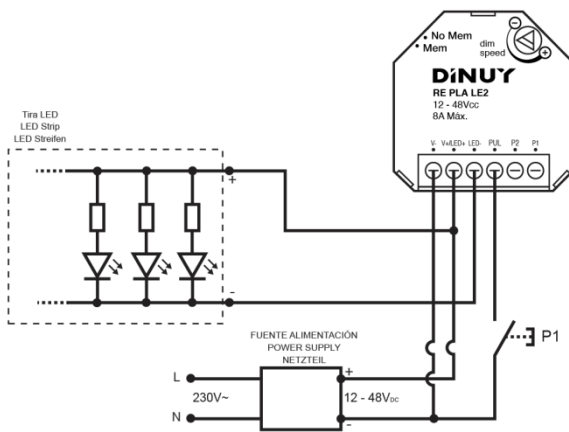 No Mem
Mem
dim
speed
DiNUY
RE PLA LE2
12 - 48Vcc
8A Máx.
V- V+/LED+ LED- PUL P2 P1
Tira LED
LED Strip
LED Streifen
+
-
FUENTE ALIMENTACIÓN
POWER SUPPLY
NETZTEIL
P1
L
230V~
N
+
12 - 48VDC
-